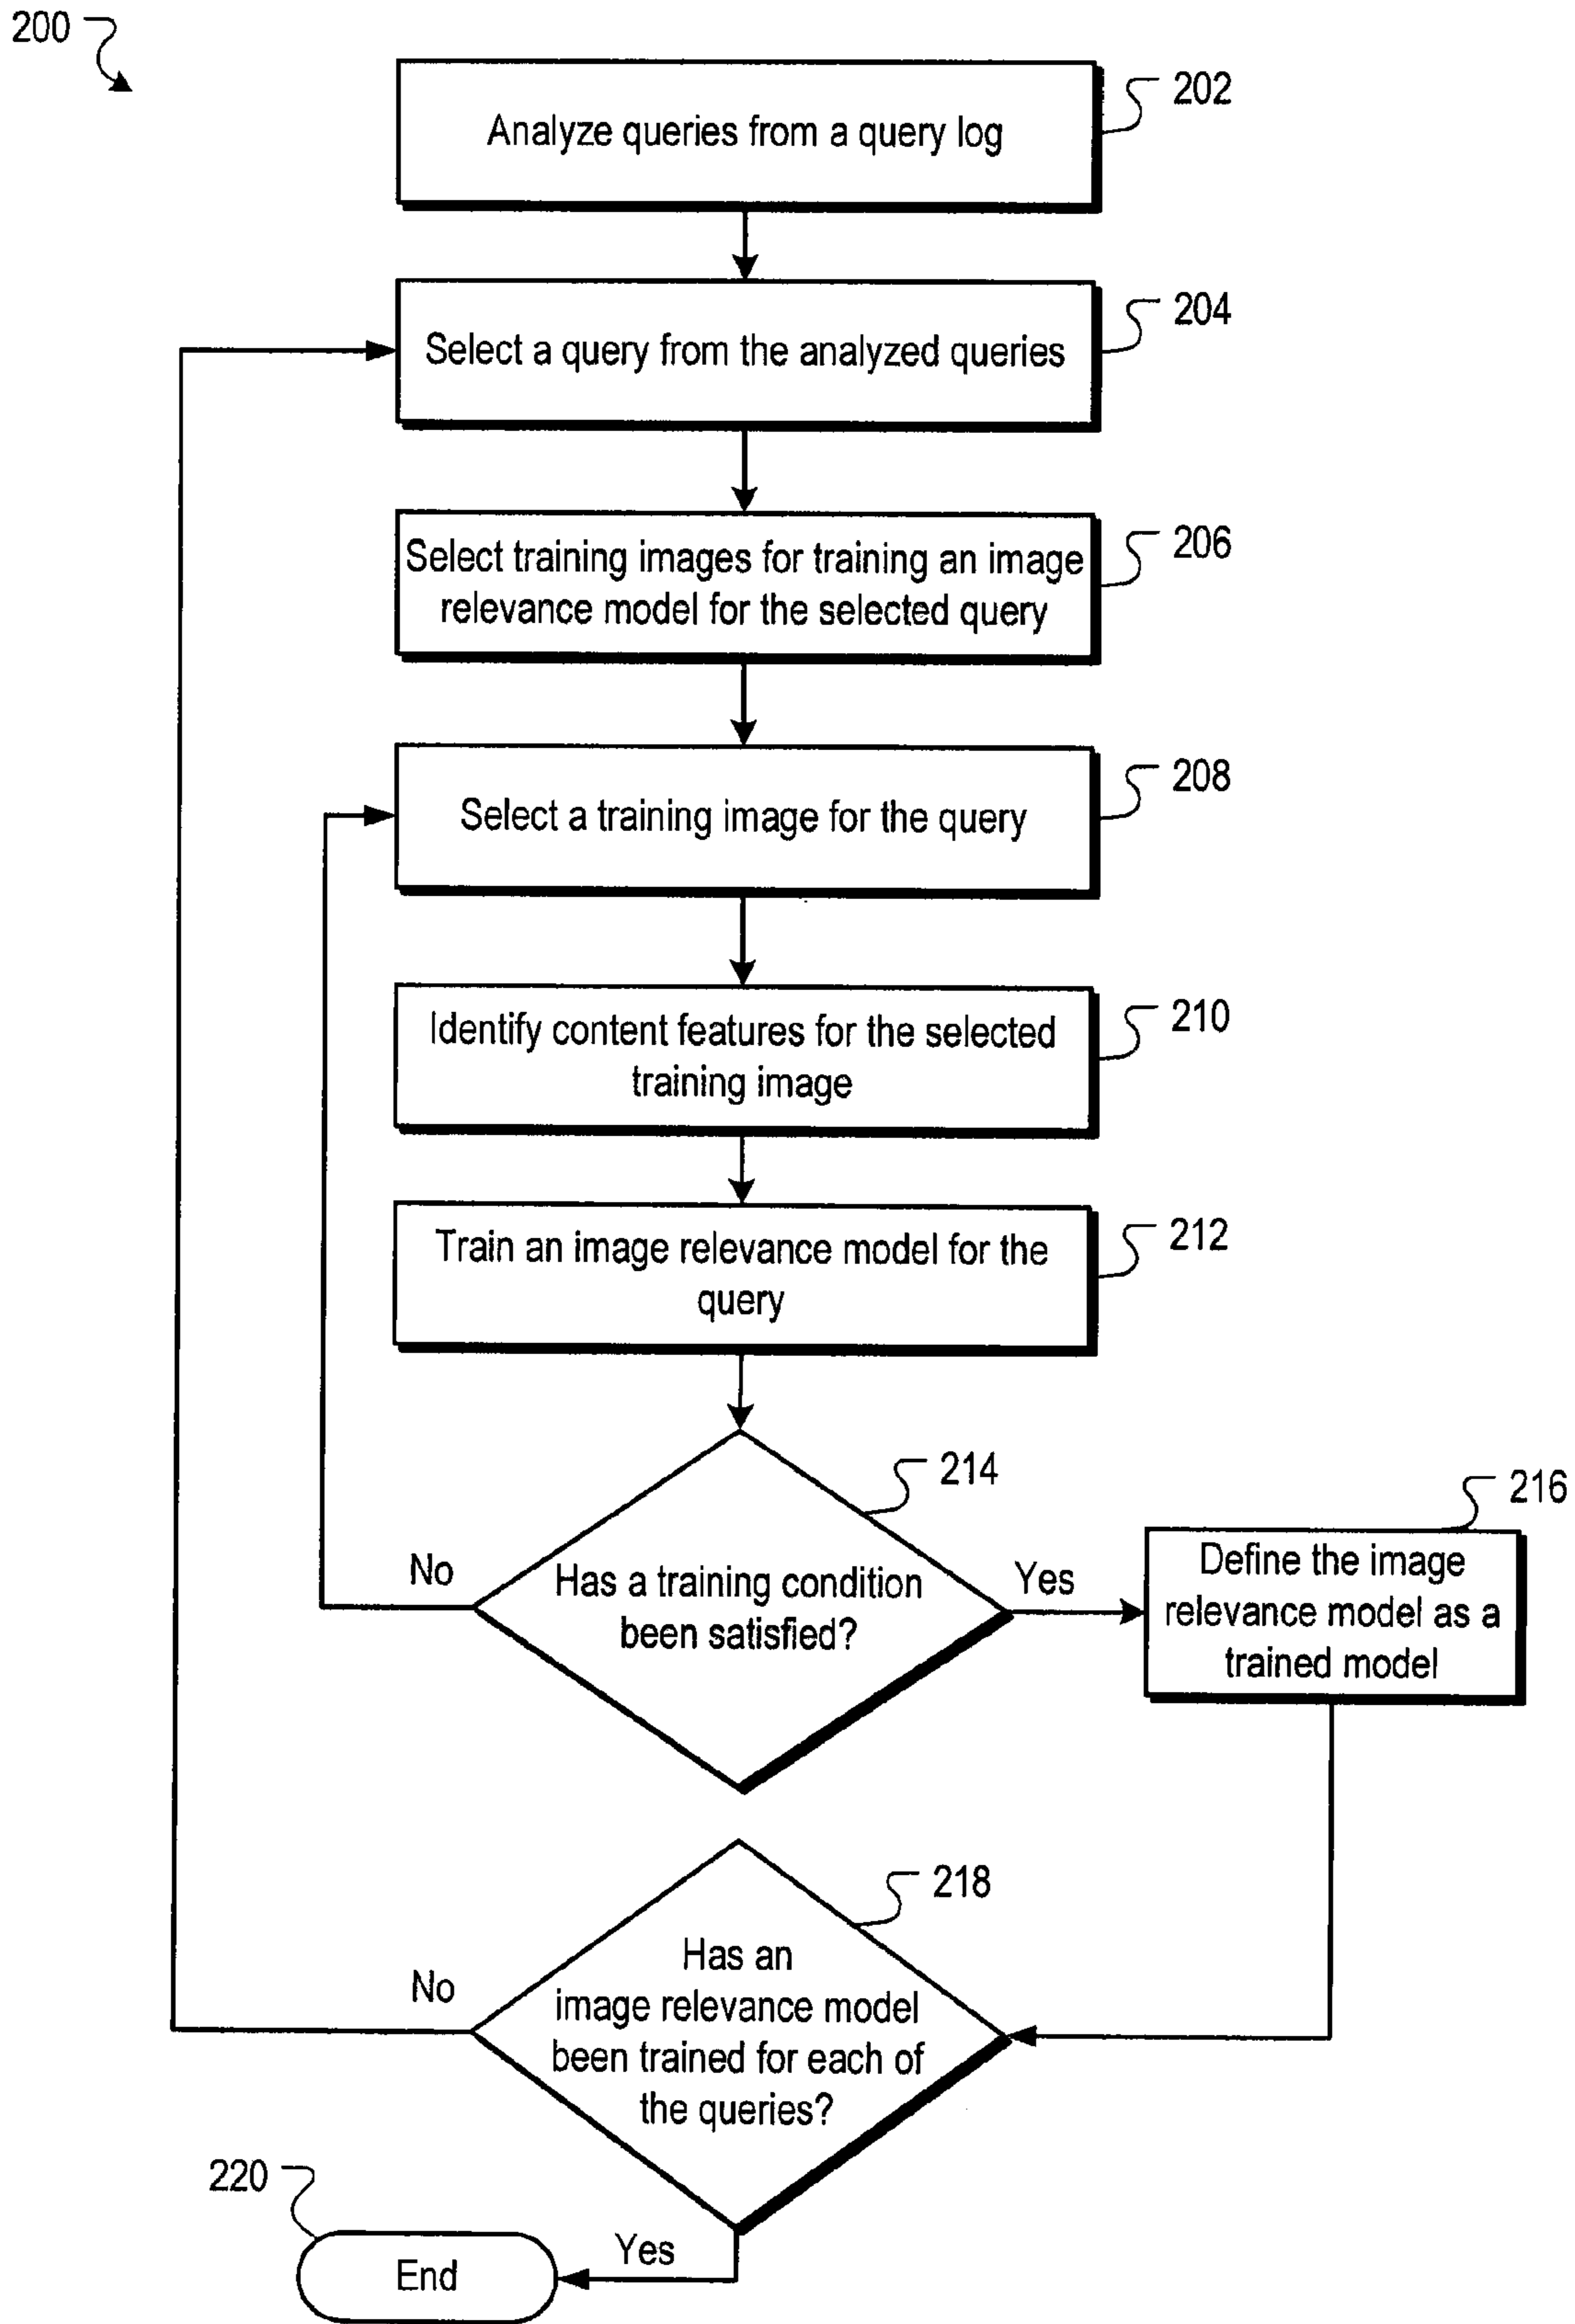 200
202
Analyze queries from a query log
204
Select a query from the analyzed queries
206
Select training images for training an image
relevance model for the selected query
208
Select a training image for the query
210
Identify content features for the selected
training image
212
Train an image relevance model for the
query
214
Has a training condition
been satisfied?
No
Yes
216
Define the image
relevance model as a
trained model
218
Has an
image relevance model
been trained for each of
the queries?
No
Yes
220
End